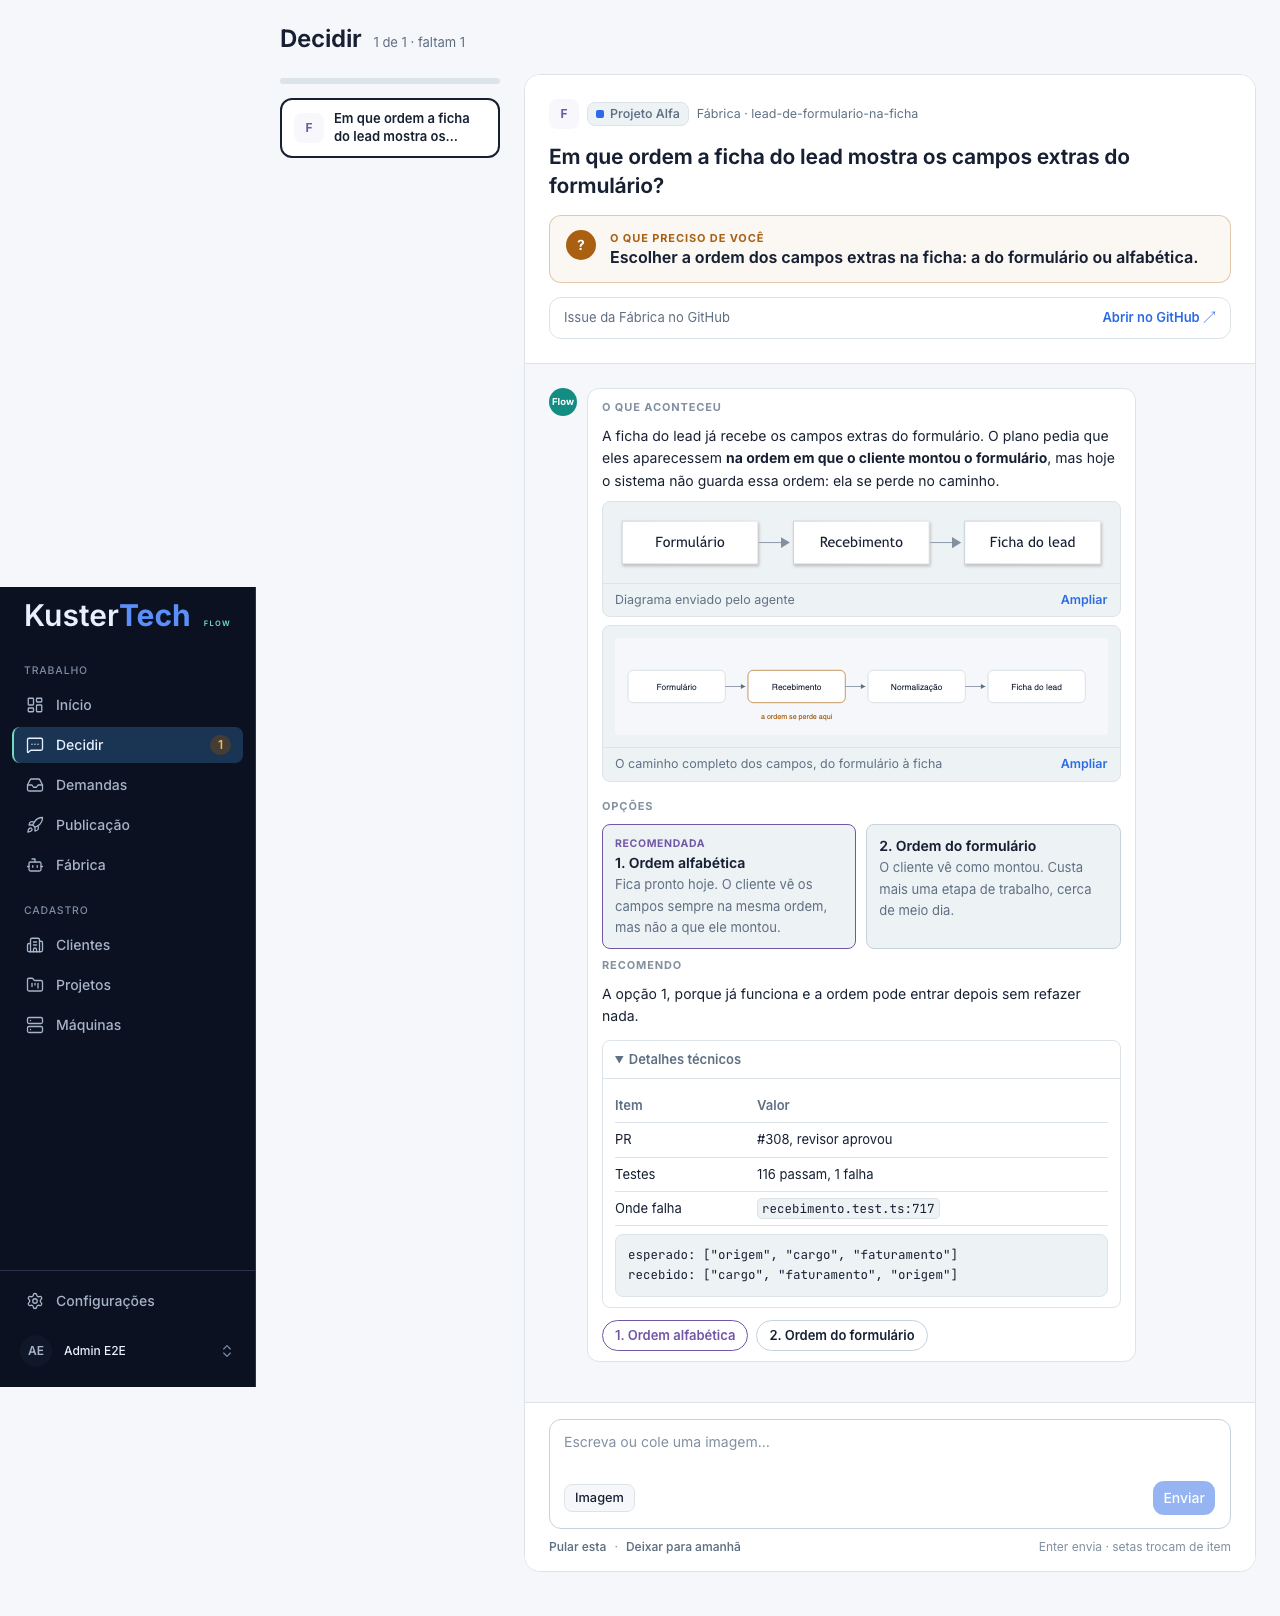 Decidir 1 de 1 · faltam 1
F
Em que ordem a ficha
do lead mostra os...
KusterTech FLOW
TRABALHO
Início
Decidir 1
Demandas
Publicação
Fábrica
CADASTRO
Clientes
Projetos
Máquinas
Configurações
AE Admin E2E
F Projeto Alfa Fábrica · lead-de-formulario-na-ficha
Em que ordem a ficha do lead mostra os campos extras do
formulário?
?
O QUE PRECISO DE VOCÊ
Escolher a ordem dos campos extras na ficha: a do formulário ou alfabética.
Issue da Fábrica no GitHub Abrir no GitHub ↗
Flow
O QUE ACONTECEU
A ficha do lead já recebe os campos extras do formulário. O plano pedia que
eles aparecessem na ordem em que o cliente montou o formulário, mas hoje
o sistema não guarda essa ordem: ela se perde no caminho.
Formulário Recebimento Ficha do lead
Diagrama enviado pelo agente Ampliar
Formulário Recebimento Normalização Ficha do lead
a ordem se perde aqui
O caminho completo dos campos, do formulário à ficha Ampliar
OPÇÕES
RECOMENDADA
1. Ordem alfabética
Fica pronto hoje. O cliente vê os
campos sempre na mesma ordem,
mas não a que ele montou.
2. Ordem do formulário
O cliente vê como montou. Custa
mais uma etapa de trabalho, cerca
de meio dia.
RECOMENDO
A opção 1, porque já funciona e a ordem pode entrar depois sem refazer
nada.
▼ Detalhes técnicos
Item Valor
PR #308, revisor aprovou
Testes 116 passam, 1 falha
Onde falha recebimento.test.ts:717
esperado: ["origem", "cargo", "faturamento"]
recebido: ["cargo", "faturamento", "origem"]
1. Ordem alfabética 2. Ordem do formulário
Escreva ou cole uma imagem...
Imagem Enviar
Pular esta · Deixar para amanhã Enter envia · setas trocam de item